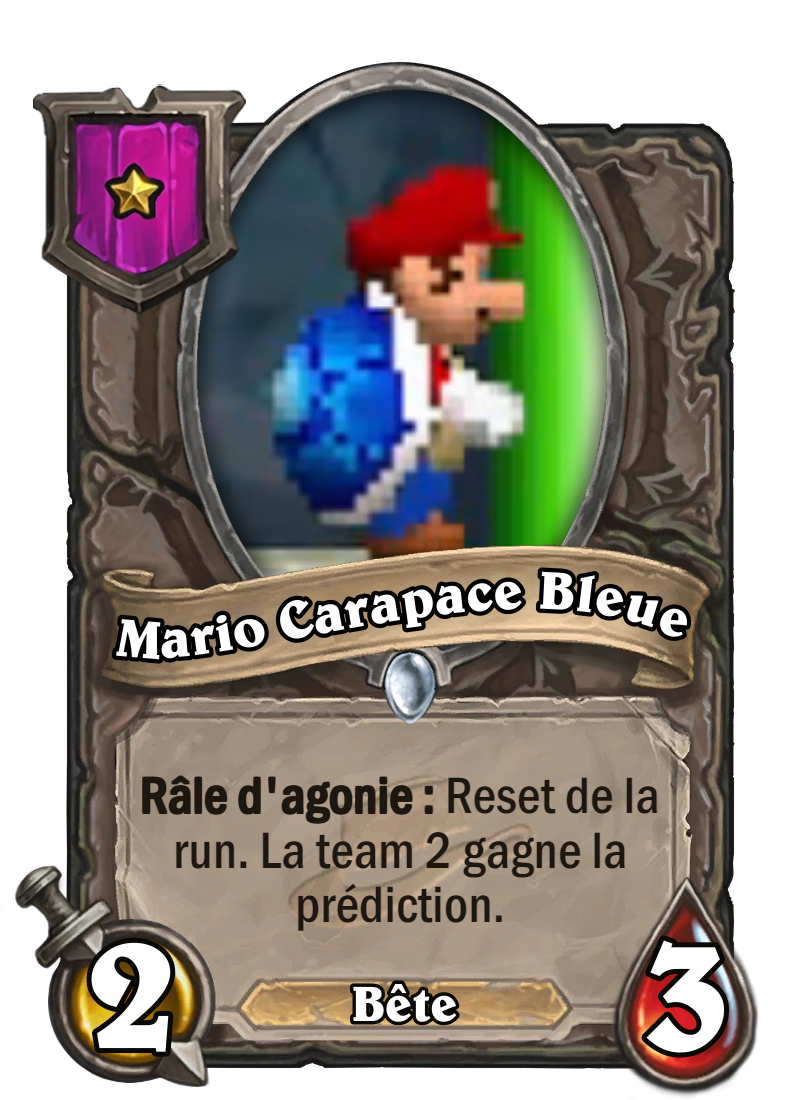 Mario Carapace Bleue
Râle d'agonie : Reset de la
run. La team 2 gagne la
prédiction.
2
Bête
3